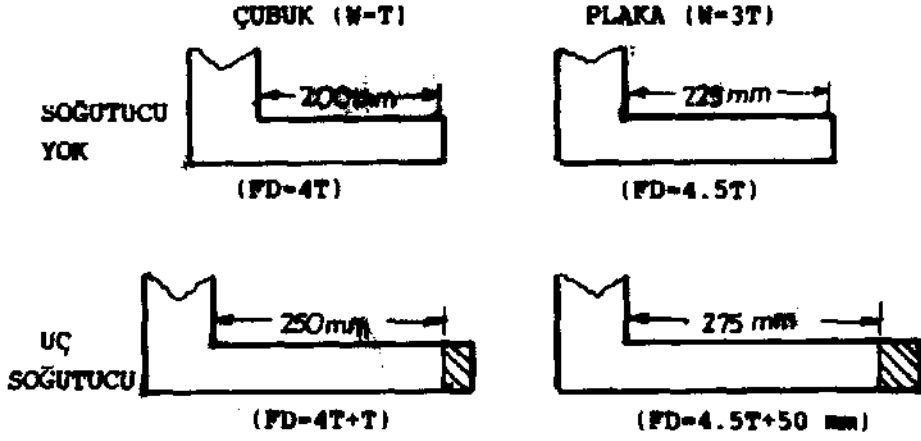 ÇUBUK (W=T) PLAKA (W=3T)
200mm 225mm
SOĞUTUCU
YOK
(FD=4T) (FD=4.5T)
250mm 275 mm
UÇ
SOĞUTUCU
(FD=4T+T) (FD=4.5T+50 mm)